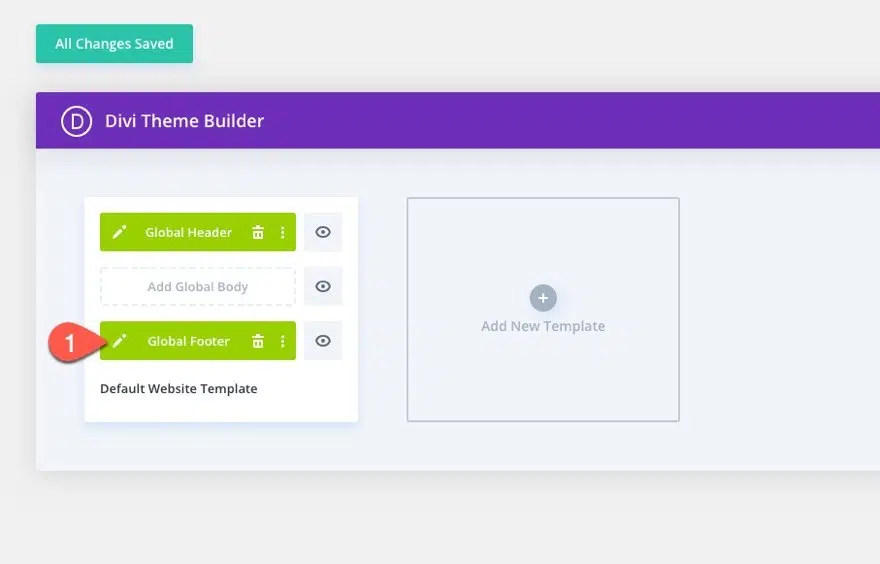 All Changes Saved
D Divi Theme Builder
Global Header
Add Global Body
1
Global Footer
Default Website Template
+
Add New Template